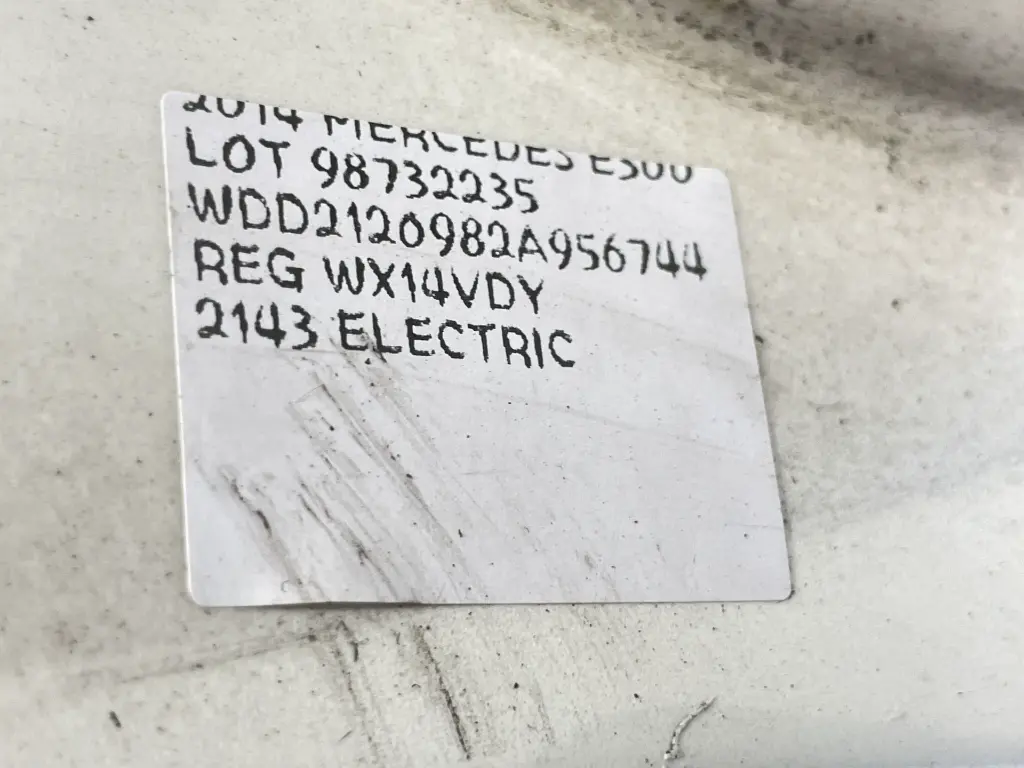 2014 MERCEDES E300
LOT 98732235
WDD2120982A956744
REG WX14VDY
2143 ELECTRIC